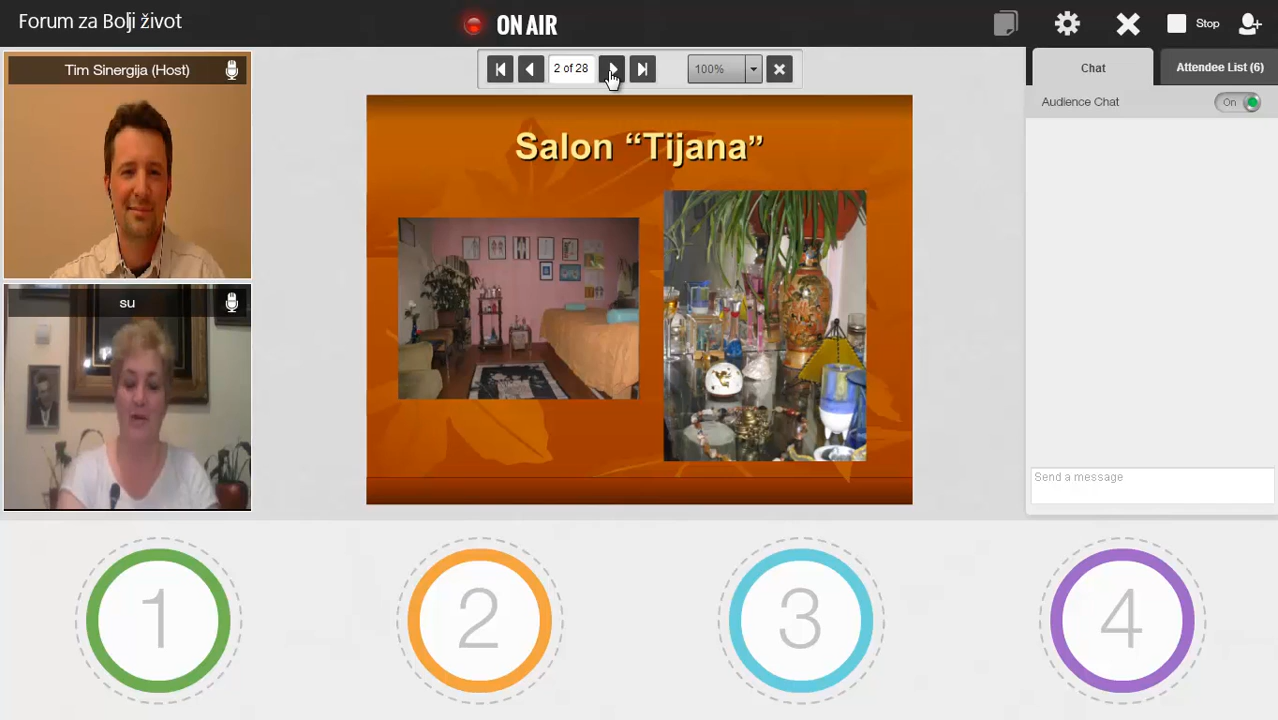 Forum za Bolji život
ON AIR
Stop
Tim Sinergija (Host)
2 of 28
100%
Chat
Attendee List (6)
Audience Chat
On
Salon “Tijana”
su
Send a message
1
2
3
4